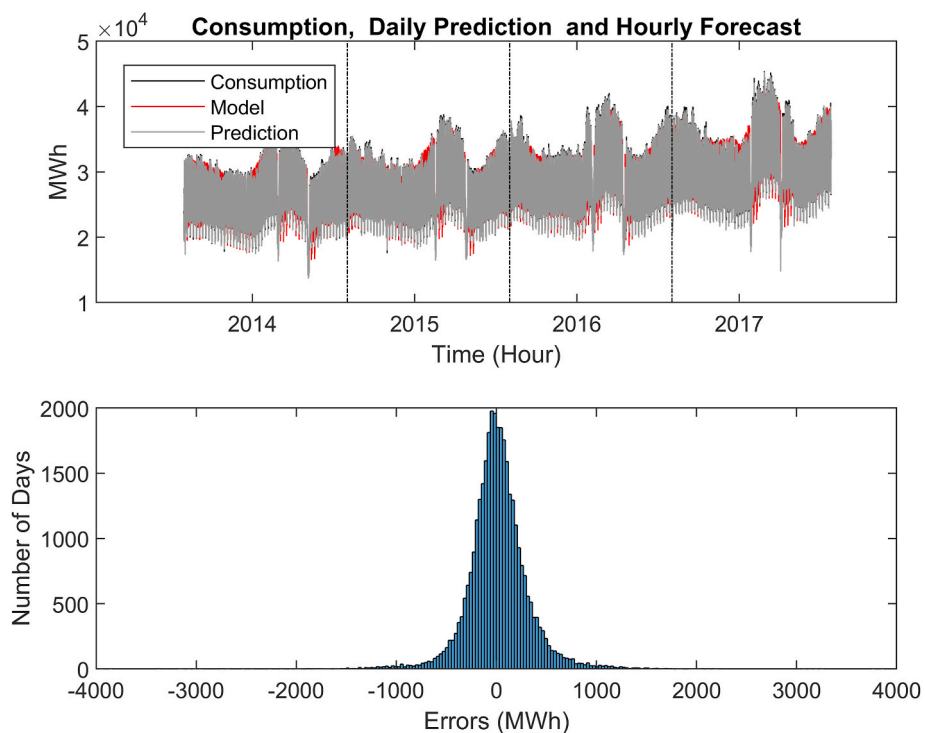 Consumption,  Daily Prediction  and Hourly Forecast
×10⁴
5
4
3
2
1
MWh
Consumption
Model
Prediction
2014 2015 2016 2017
Time (Hour)
2000
1500
1000
500
0
Number of Days
-4000 -3000 -2000 -1000 0 1000 2000 3000 4000
Errors (MWh)